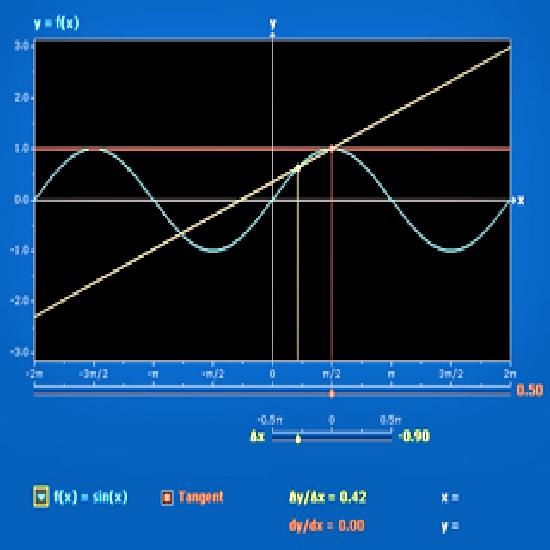 y = f(x)
y
3.0
2.0
1.0
0.0
x
-1.0
-2.0
-3.0
-2π -3π/2 -π -π/2 0 π/2 π 3π/2 2π
0.50
-0.5π 0 0.5π
Δx -0.90
f(x) = sin(x) Tangent Δy/Δx = 0.42 x =
dy/dx = 0.00 y =